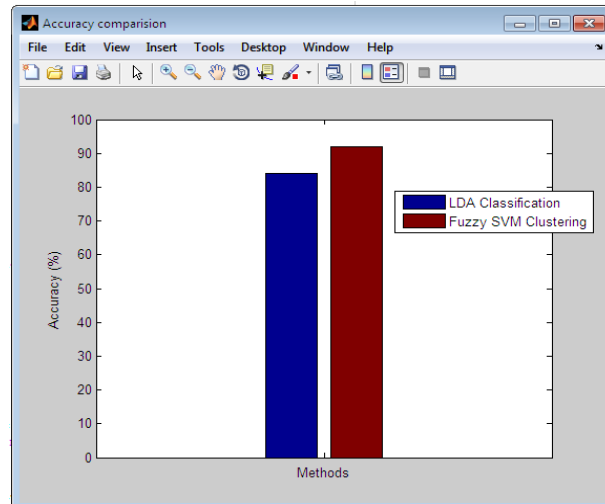 Accuracy comparision
File Edit View Insert Tools Desktop Window Help
100
90
80
70
60
50
40
30
20
10
0
Accuracy (%)
LDA Classification
Fuzzy SVM Clustering
Methods